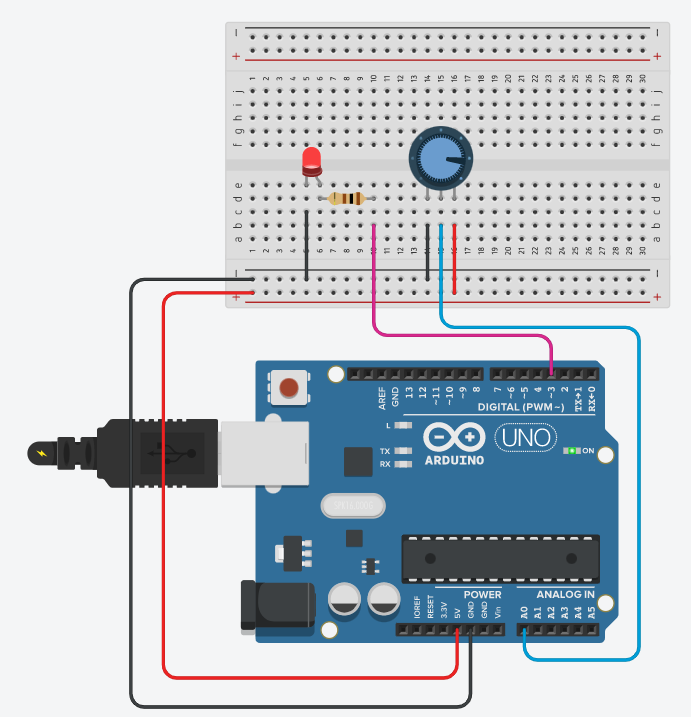 − −
+ +
1 2 3 4 5 6 7 8 9 10 11 12 13 14 15 16 17 18 19 20 21 22 23 24 25 26 27 28 29 30
j j
i i
h h
g g
f f
e e
d d
c c
b b
a a
1 2 3 4 5 6 7 8 9 10 11 12 13 14 15 16 17 18 19 20 21 22 23 24 25 26 27 28 29 30
− −
+ +
AREF GND 13 12 ~11 ~10 ~9 8 7 ~6 ~5 4 ~3 2 TX→1 RX←0
DIGITAL (PWM~)
L
TX
RX
ARDUINO
UNO
ON
POWER ANALOG IN
IOREF RESET 3.3V 5V GND GND Vin A0 A1 A2 A3 A4 A5